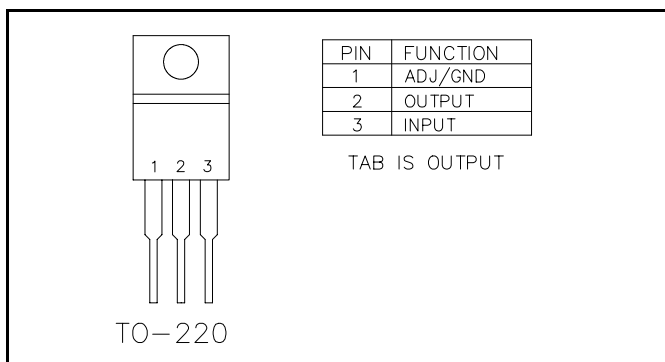 1 2 3
TO-220
PIN FUNCTION
1 ADJ/GND
2 OUTPUT
3 INPUT
TAB IS OUTPUT